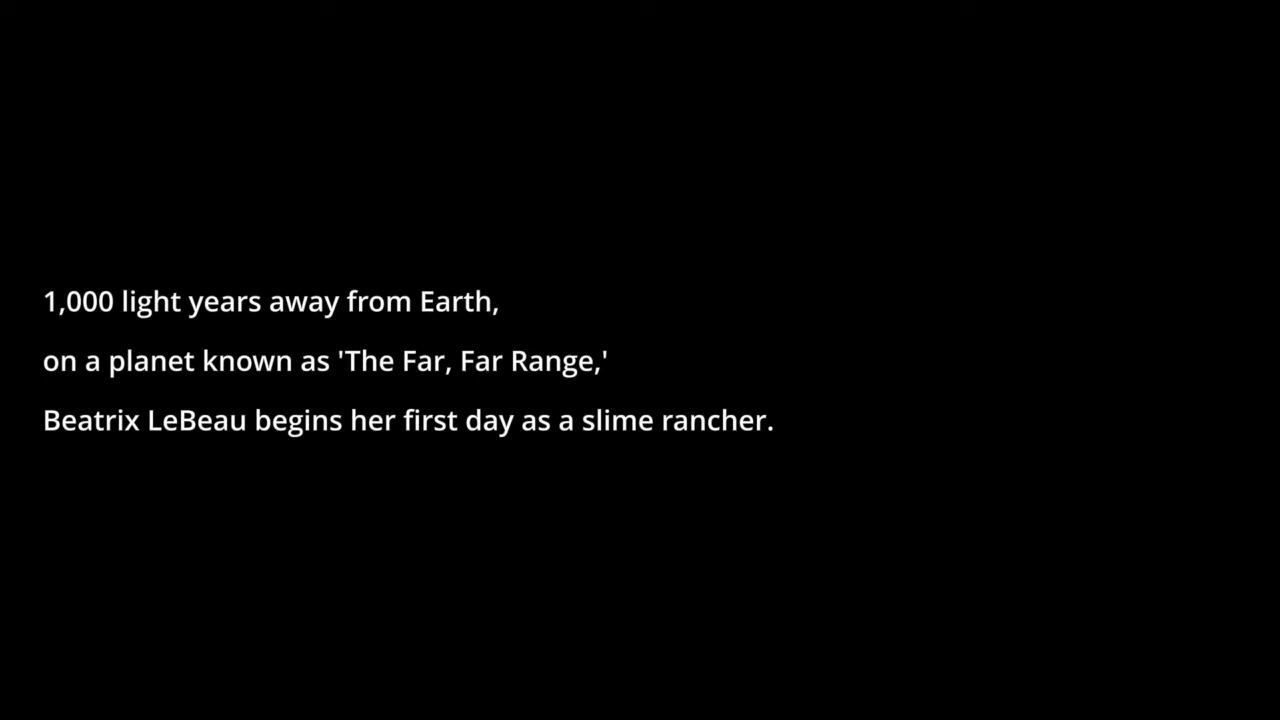 1,000 light years away from Earth,
on a planet known as 'The Far, Far Range,'
Beatrix LeBeau begins her first day as a slime rancher.